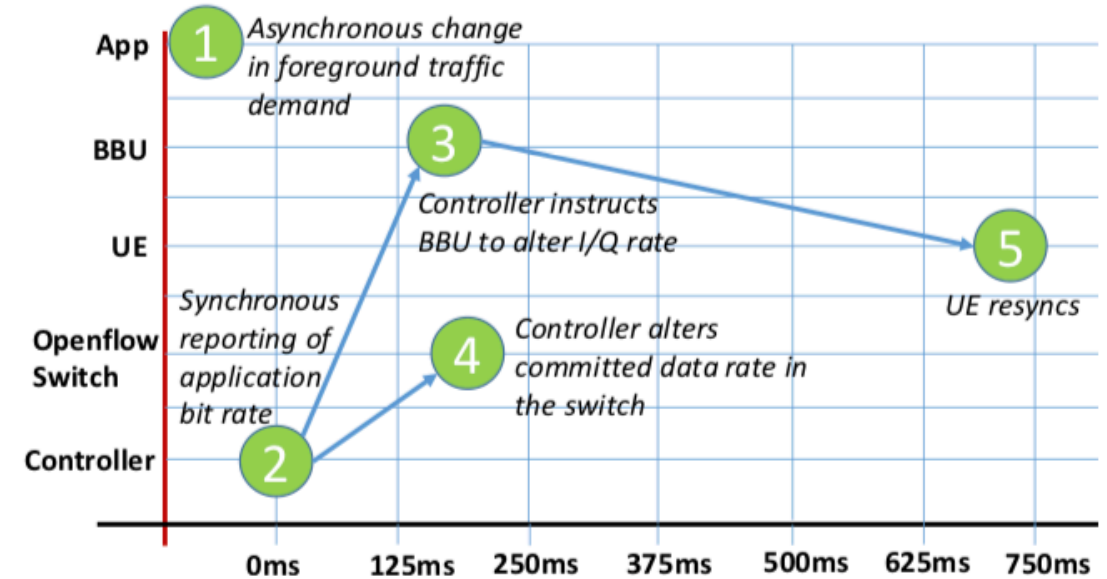 App
1
Asynchronous change
in foreground traffic
demand
BBU
3
Controller instructs
BBU to alter I/Q rate
UE
5
UE resyncs
Synchronous
reporting of
application
bit rate
Openflow
Switch
4
Controller alters
committed data rate in
the switch
Controller
2
0ms
125ms
250ms
375ms
500ms
625ms
750ms